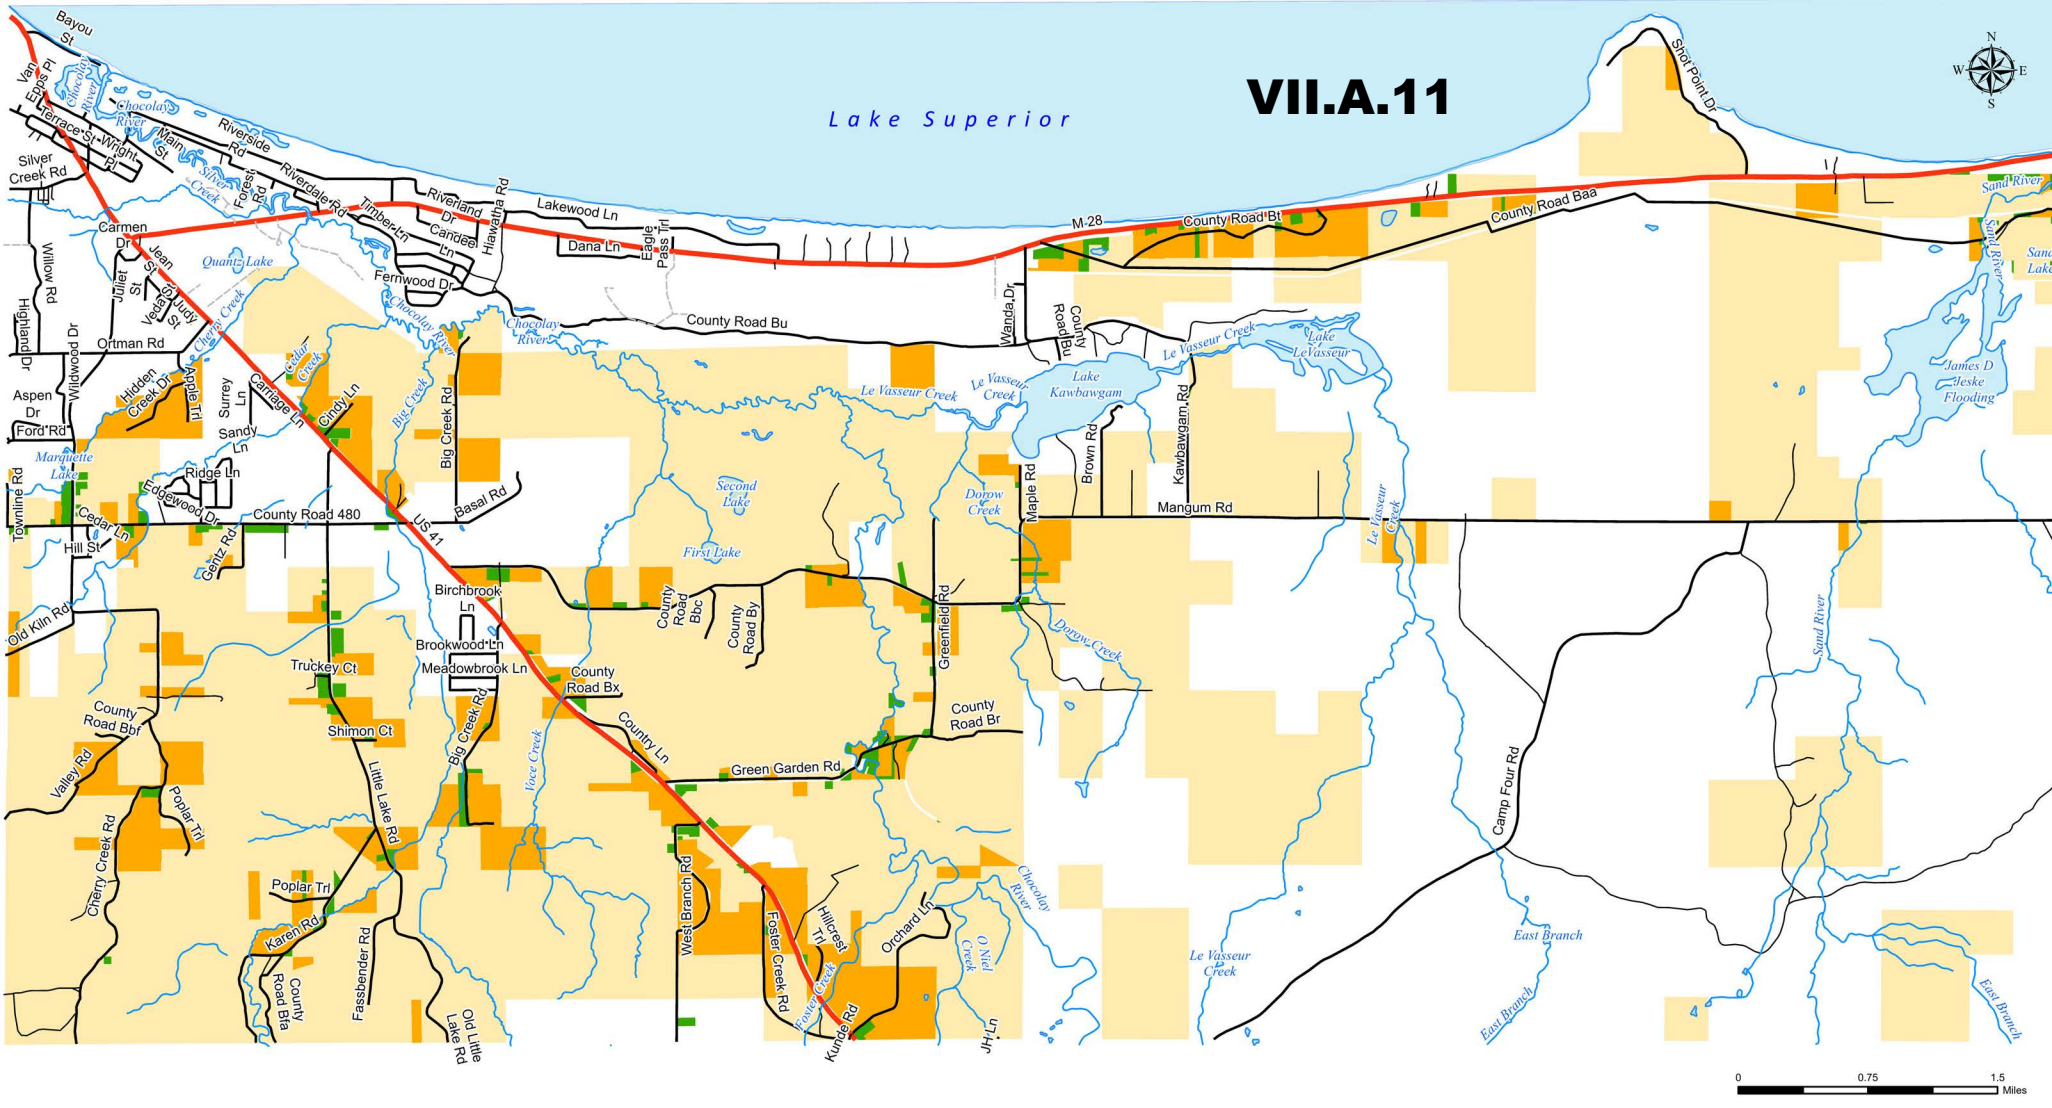 Bayou
St
Van
Epps Pl
Chocolay
River
Chocolay
River
Terrace St
Wright
Pl
Main
St
Riverside
Rd
Silver
Creek Rd
Silver
Creek
Forest
Rd
Riverdale Rd
Timber Ln
Riverland
Dr
Candee
Ln
Hiawatha Rd
Lakewood Ln
Dana Ln
Eagle
Pass Trl
Lake Superior
VII.A.11
Shot Point Dr
N
W
E
S
M-28
County Road Bt
County Road Baa
Sand River
Sand River
Sand
Lake
Carmen
Dr
Willow Rd
Juliet
St
Jean
St
Veda St
Judy
St
Quantz Lake
Fernwood Dr
Highland Dr
Wildwood Dr
Ortman Rd
Cherry Creek
Chocolay River
Chocolay
River
County Road Bu
Wanda Dr
County
Road Bu
Le Vasseur Creek
Lake
LeVasseur
Lake
Kawbawgam
Le Vasseur
Creek
Le Vasseur Creek
James D
Jeske
Flooding
Aspen
Dr
Ford Rd
Hidden
Creek Dr
Apple Trl
Surrey
Ln
Carriage Ln
Cedar
Creek
Cindy Ln
Big Creek
Big Creek Rd
Sandy
Ln
Marquette
Lake
Ridge Ln
Edgewood Dr
Townline Rd
Cedar Ln
Hill St
Gentz Rd
County Road 480
US 41
Basal Rd
Second
Lake
First Lake
Dorow
Creek
Maple Rd
Brown Rd
Kawbawgam Rd
Mangum Rd
Le Vasseur
Creek
Old Kiln Rd
Birchbrook
Ln
Brookwood Ln
Meadowbrook Ln
County
Road
Bbc
County
Road By
Greenfield Rd
Dorow Creek
Sand River
Truckey Ct
County
Road Bx
County
Road Bbf
Shimon Ct
Big Creek Rd
Country Ln
County
Road Br
Valley Rd
Voce Creek
Green Garden Rd
Poplar Trl
Little Lake Rd
Camp Four Rd
Cherry Creek Rd
Poplar Trl
Karen Rd
West Branch Rd
Foster Creek Rd
Hillcrest
Trl
Orchard Ln
Chocolay
River
O Niel
Creek
Le Vasseur
Creek
East Branch
County
Road Bfa
Fassbender Rd
Old Little
Lake Rd
Foster Creek
Kunde Rd
JH Ln
East Branch
East Branch
0
0.75
1.5
Miles